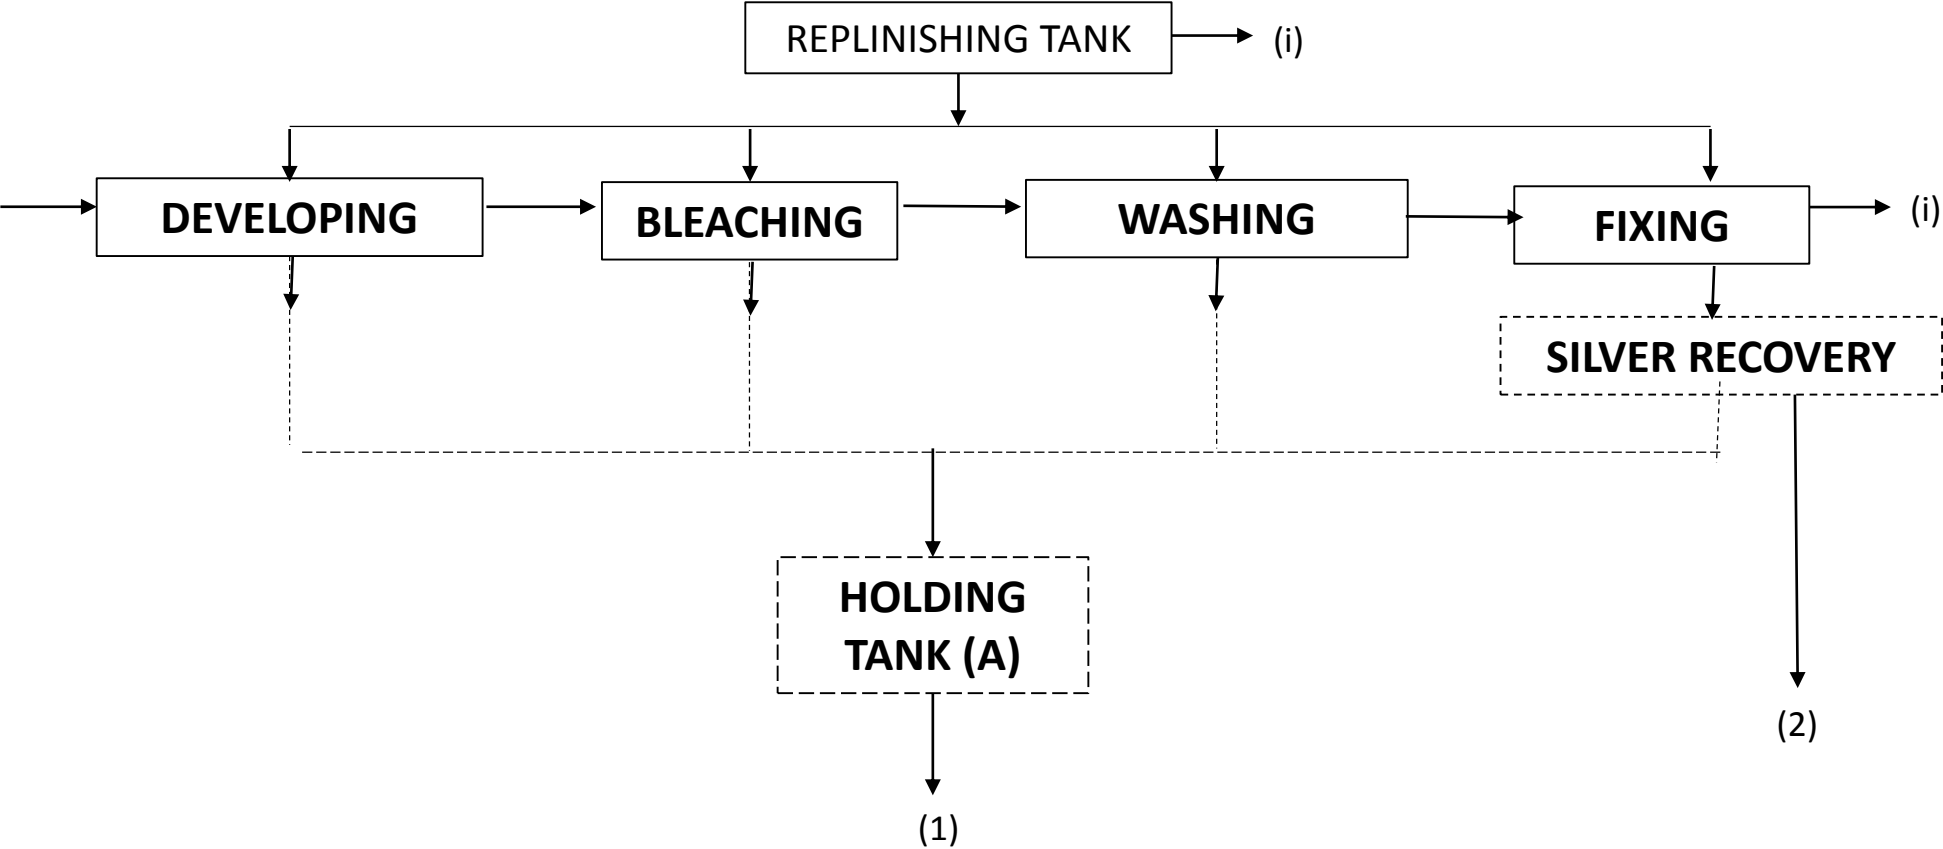 REPLINISHING TANK
(i)
DEVELOPING
BLEACHING
WASHING
FIXING
(i)
SILVER RECOVERY
HOLDING
TANK (A)
(2)
(1)